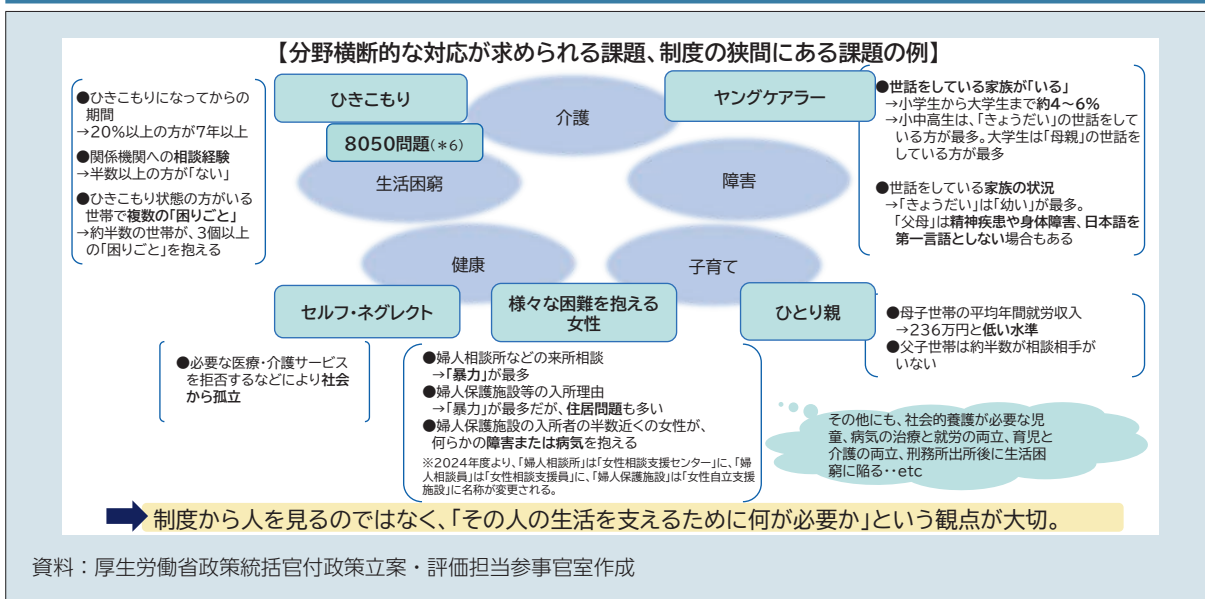 【分野横断的な対応が求められる課題、制度の狭間にある課題の例】
ひきこもり
8050問題(＊6)
●ひきこもりになってからの
期間
→20%以上の方が7年以上
●関係機関への相談経験
→半数以上の方が「ない」
●ひきこもり状態の方がいる
世帯で複数の「困りごと」
→約半数の世帯が、3個以上
の「困りごと」を抱える
介護
生活困窮
障害
健康
子育て
ヤングケアラー
●世話をしている家族が「いる」
→小学生から大学生まで約4～6%
→小中高生は、「きょうだい」の世話をして
いる方が最多。大学生は「母親」の世話
をしている方が最多
●世話をしている家族の状況
→「きょうだい」は「幼い」が最多。
「父母」は精神疾患や身体障害、日本語を
第一言語としない場合もある
セルフ・ネグレクト
●必要な医療・介護サービス
を拒否するなどにより社会
から孤立
様々な困難を抱える
女性
●婦人相談所などの来所相談
→「暴力」が最多
●婦人保護施設等の入所理由
→「暴力」が最多だが、住居問題も多い
●婦人保護施設の入所者の半数近くの女性が、
何らかの障害または病気を抱える
※2024年度より、「婦人相談所」は「女性相談支援センター」に、「婦
人相談員」は「女性相談支援員」に、「婦人保護施設」は「女性自立支援
施設」に名称が変更される。
ひとり親
●母子世帯の平均年間就労収入
→236万円と低い水準
●父子世帯は約半数が相談相手が
いない
その他にも、社会的養護が必要な児
童、病気の治療と就労の両立、育児と
介護の両立、刑務所出所後に生活困
窮に陥る‥etc
制度から人を見るのではなく、「その人の生活を支えるために何が必要か」という観点が大切。
資料：厚生労働省政策統括官付政策立案・評価担当参事官室作成